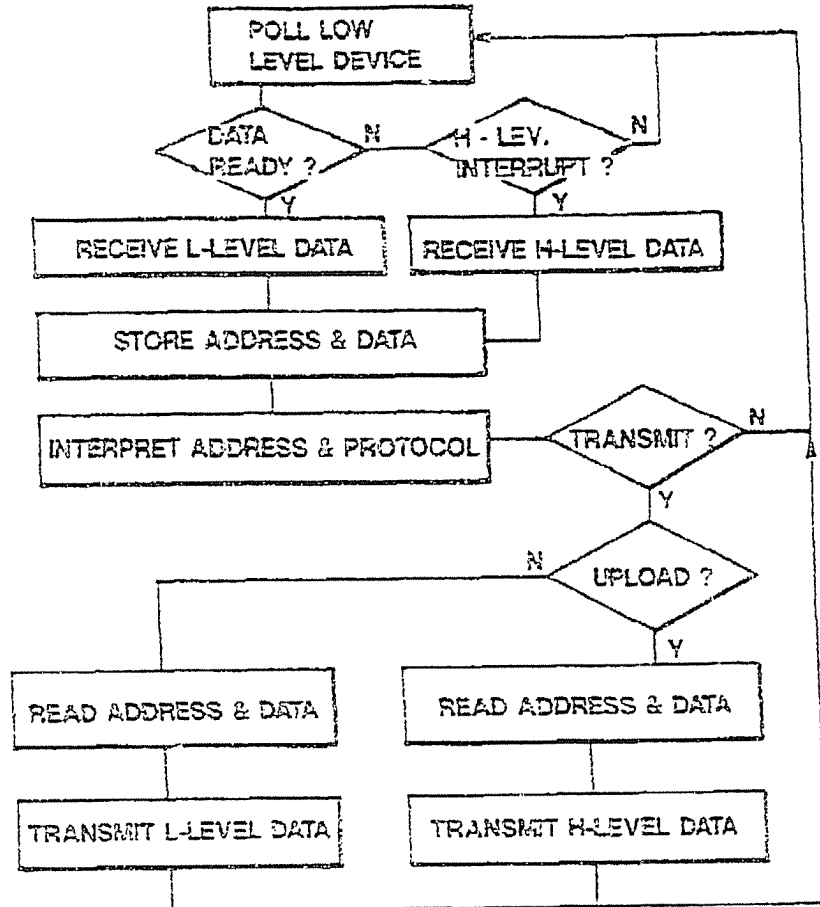 POLL LOW
LEVEL DEVICE
DATA
READY ?
N
H - LEV.
INTERRUPT ?
N
Y
Y
RECEIVE L-LEVEL DATA
RECEIVE H-LEVEL DATA
STORE ADDRESS & DATA
INTERPRET ADDRESS & PROTOCOL
TRANSMIT ?
N
Y
UPLOAD ?
N
Y
READ ADDRESS & DATA
READ ADDRESS & DATA
TRANSMIT L-LEVEL DATA
TRANSMIT H-LEVEL DATA